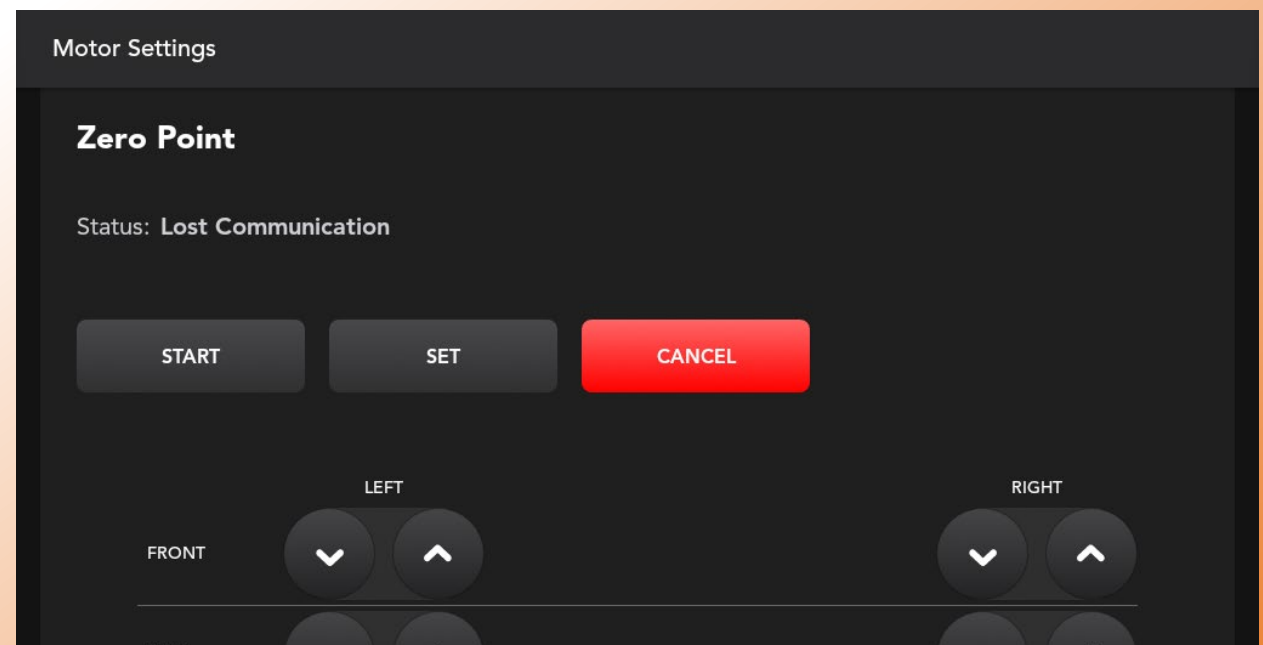 Motor Settings
Zero Point
Status: Lost Communication
START SET CANCEL
LEFT RIGHT
FRONT